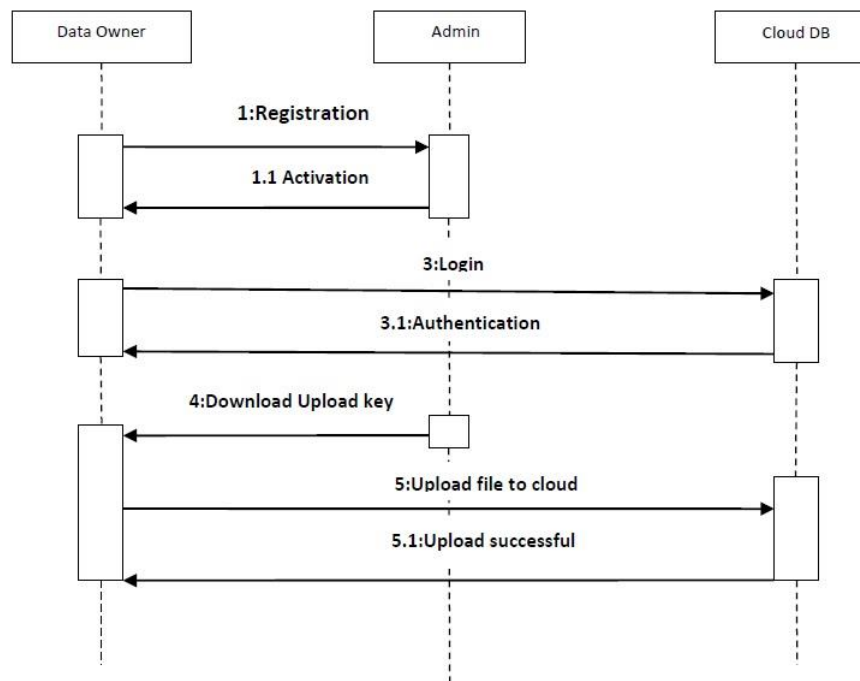 Data Owner
Admin
Cloud DB
1:Registration
1.1 Activation
3:Login
3.1:Authentication
4:Download Upload key
5:Upload file to cloud
5.1:Upload successful